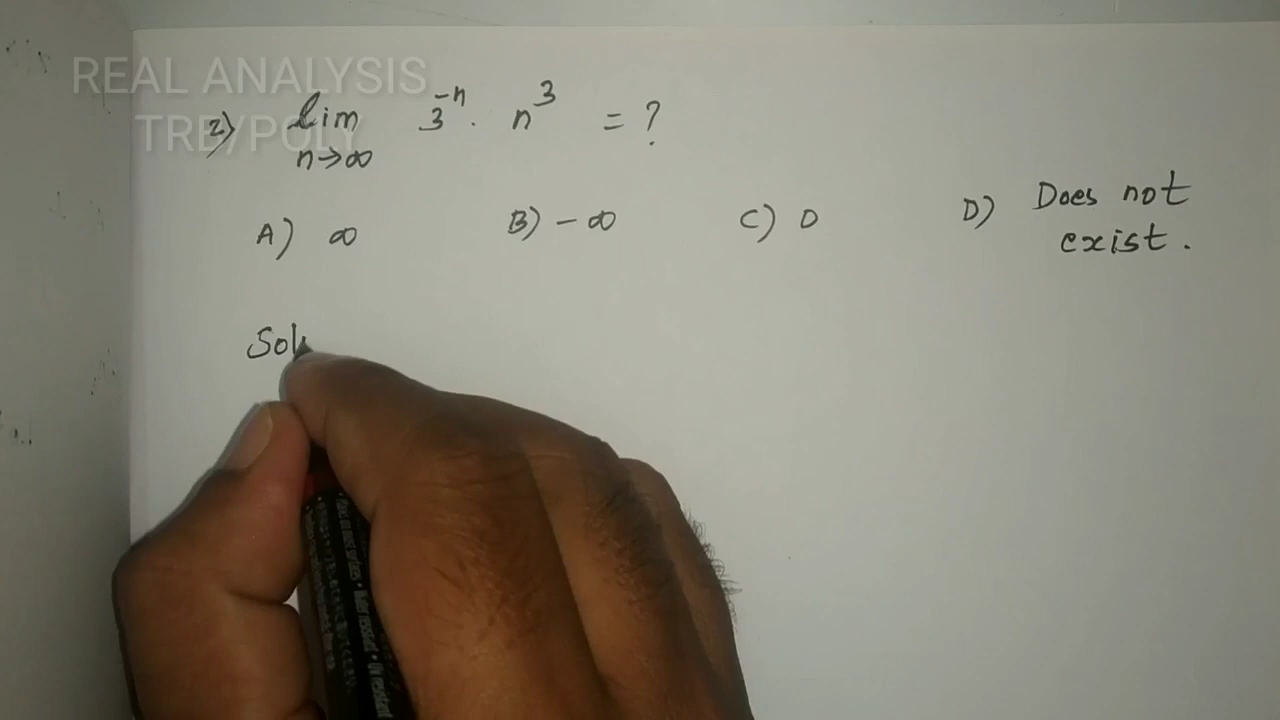 REAL ANALYSIS
TRB/POLY
2) lim n→∞ 3^-n . n^3 = ?
A) ∞ B) - ∞ C) 0 D) Does not exist.
Sol